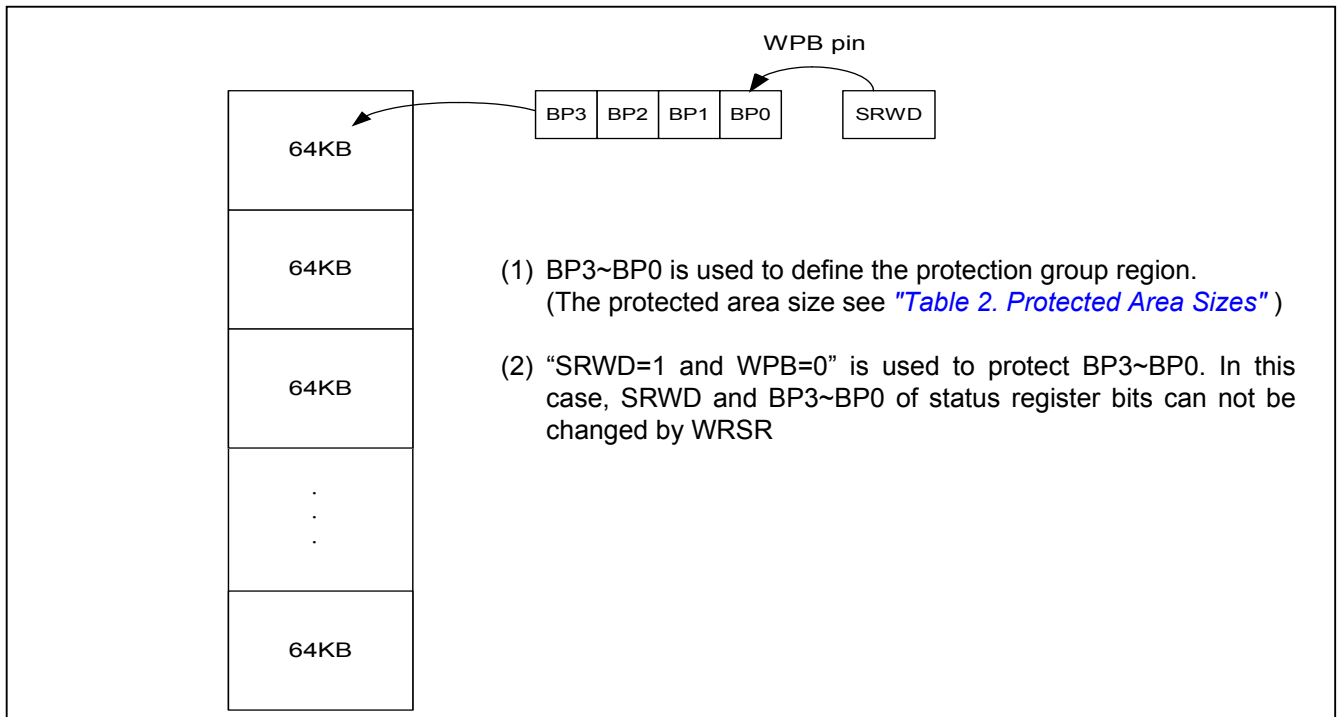 WPB pin
BP3 BP2 BP1 BP0 SRWD
64KB
64KB
(1) BP3~BP0 is used to define the protection group region.
(The protected area size see "Table 2. Protected Area Sizes" )
64KB
(2) “SRWD=1 and WPB=0” is used to protect BP3~BP0. In this
case, SRWD and BP3~BP0 of status register bits can not be
changed by WRSR
.
.
.
64KB